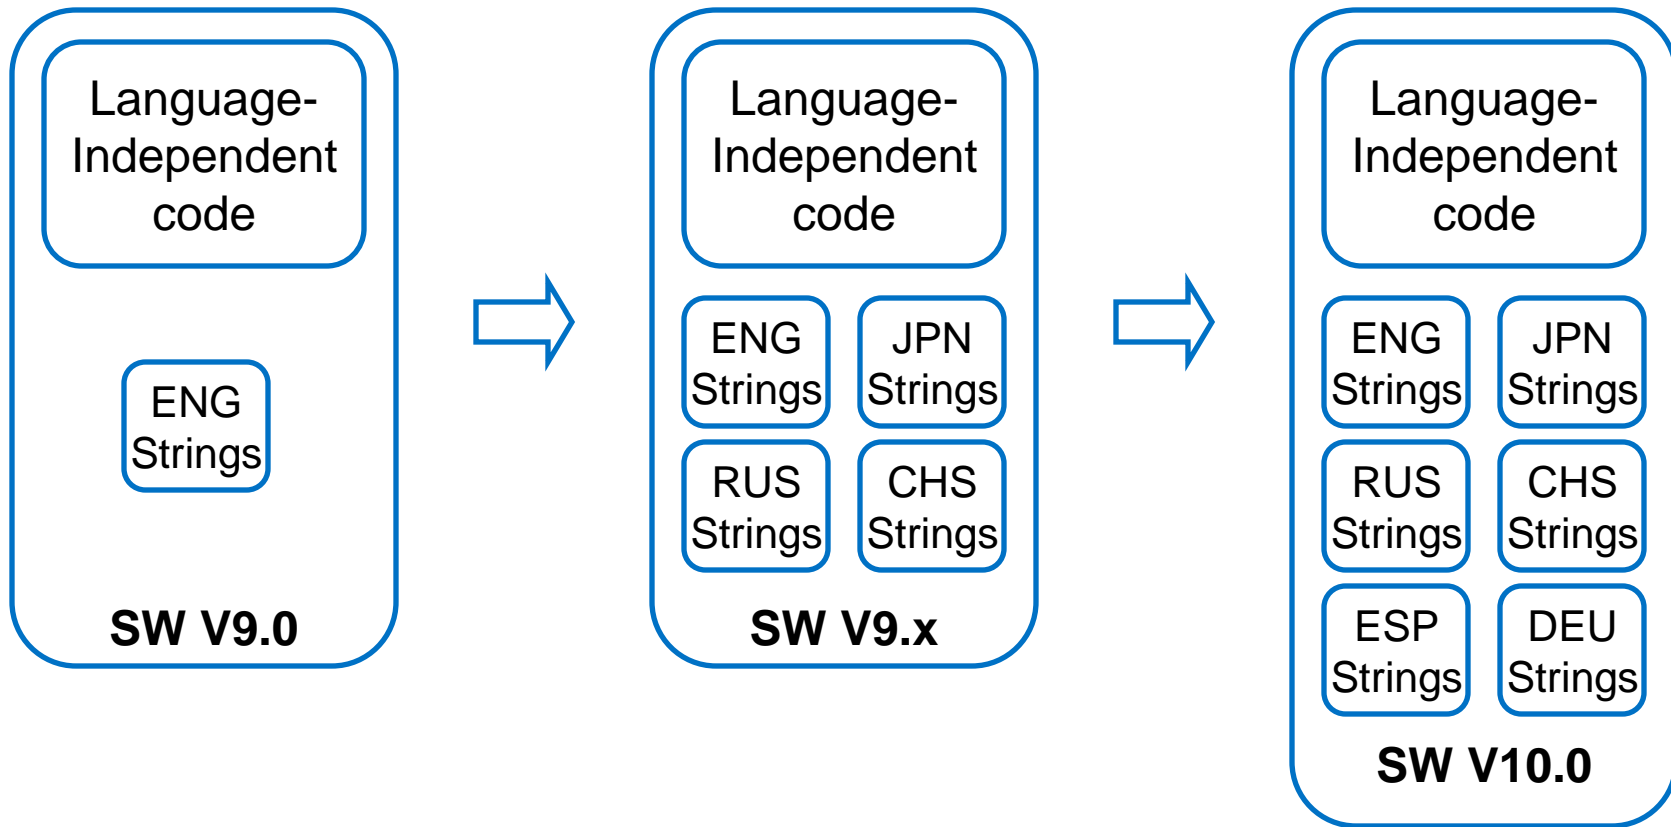 Language-
Independent
code
ENG
Strings
SW V9.0
Language-
Independent
code
ENG
Strings
JPN
Strings
RUS
Strings
CHS
Strings
SW V9.x
Language-
Independent
code
ENG
Strings
JPN
Strings
RUS
Strings
CHS
Strings
ESP
Strings
DEU
Strings
SW V10.0